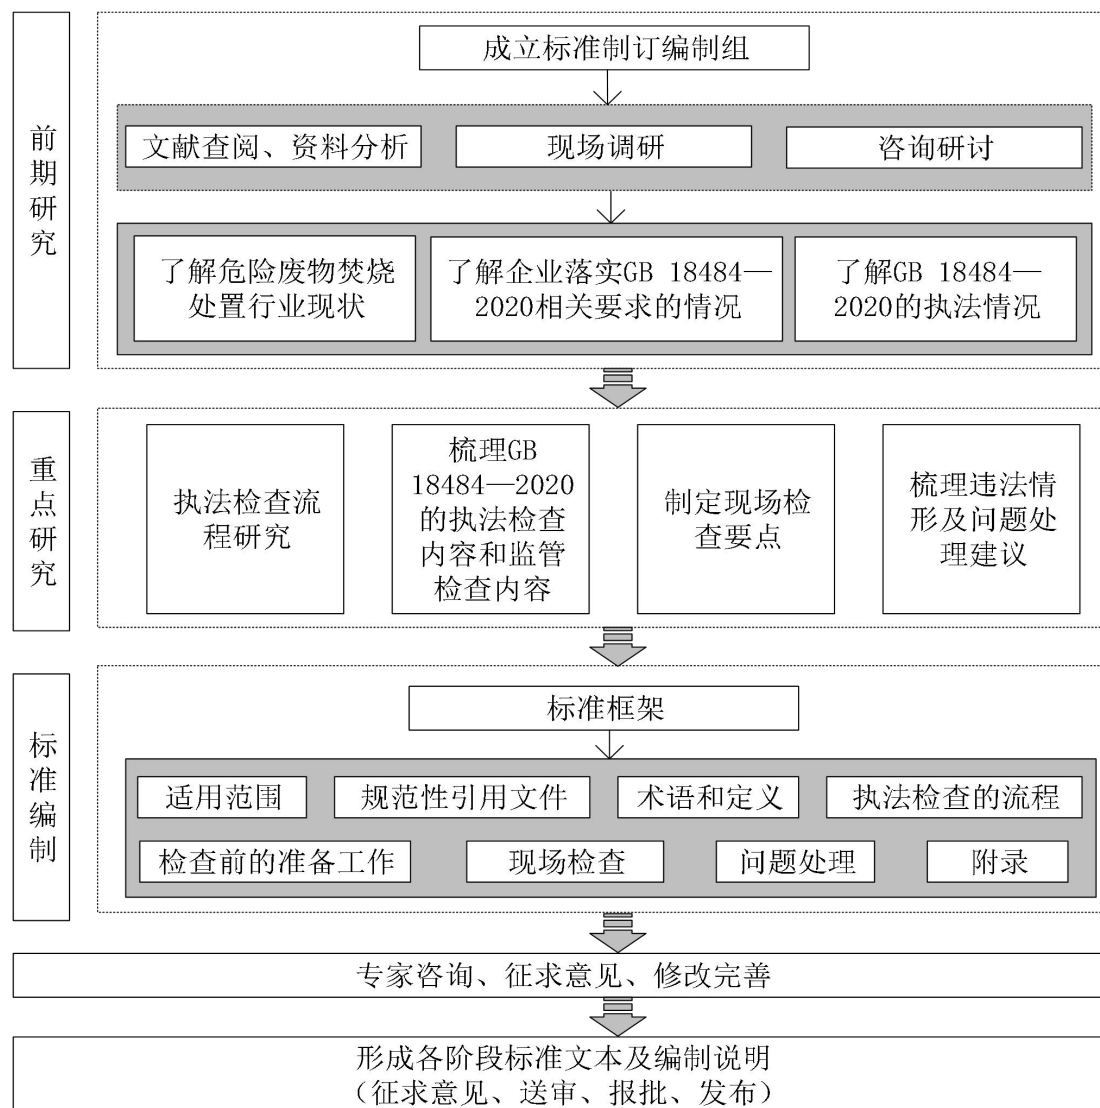 前期研究
成立标准制订编制组
文献查阅、资料分析
现场调研
咨询研讨
了解危险废物焚烧
处置行业现状
了解企业落实GB 18484—
2020相关要求的情况
了解GB 18484—
2020的执法情况
重点研究
执法检查流
程研究
梳理GB
18484—2020
的执法检查
内容和监管
检查内容
制定现场检
查要点
梳理违法情
形及问题处
理建议
标准编制
标准框架
适用范围
规范性引用文件
术语和定义
执法检查的流程
检查前的准备工作
现场检查
问题处理
附录
专家咨询、征求意见、修改完善
形成各阶段标准文本及编制说明
（征求意见、送审、报批、发布）